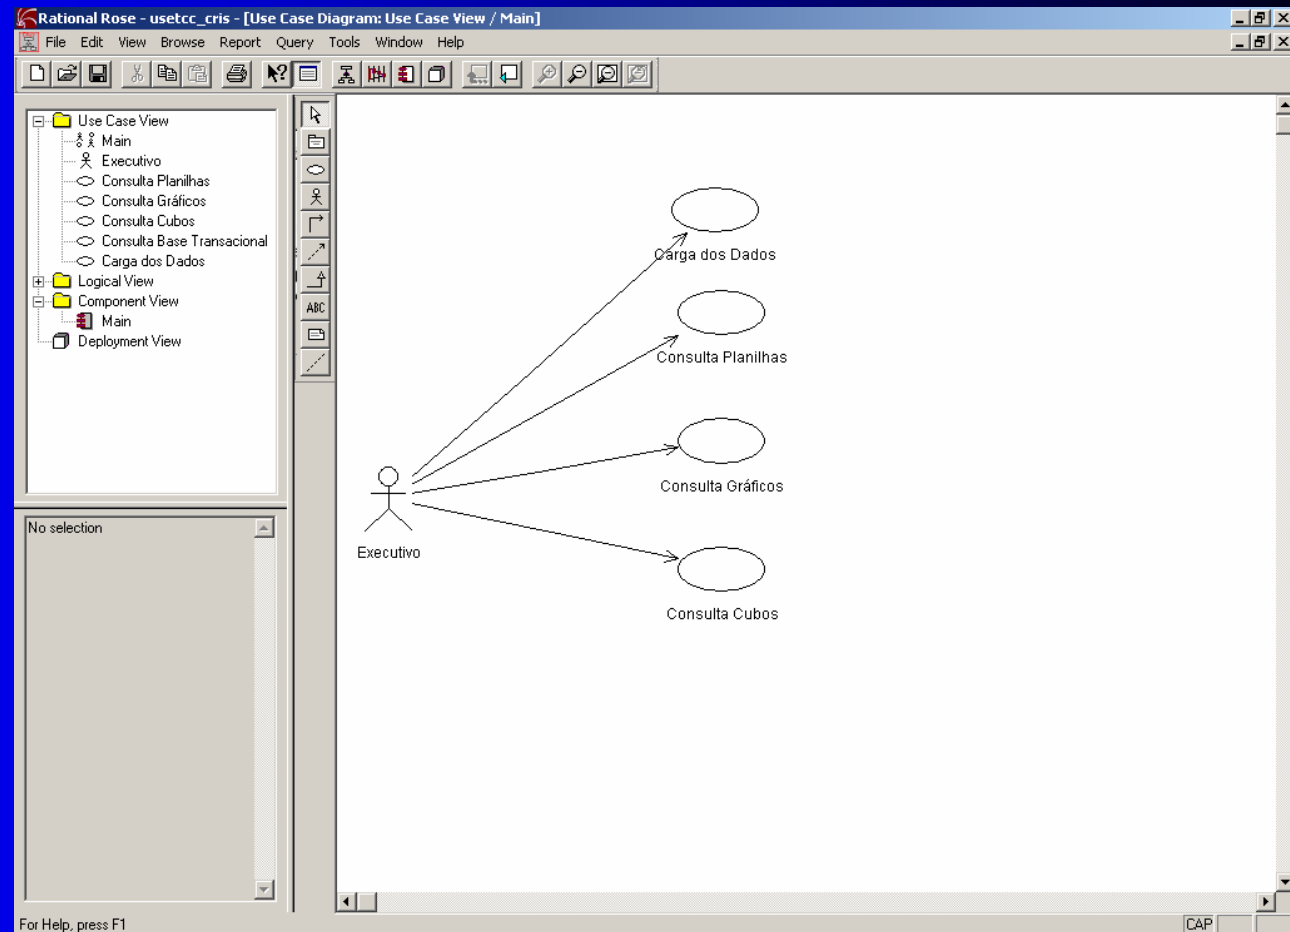 Rational Rose - usetcc_cris - [Use Case Diagram: Use Case View / Main]
File Edit View Browse Report Query Tools Window Help
Use Case View
Main
Executivo
Consulta Planilhas
Consulta Gráficos
Consulta Cubos
Consulta Base Transacional
Carga dos Dados
Logical View
Component View
Main
Deployment View
No selection
ABC
Carga dos Dados
Consulta Planilhas
Consulta Gráficos
Consulta Cubos
Executivo
For Help, press F1
CAP